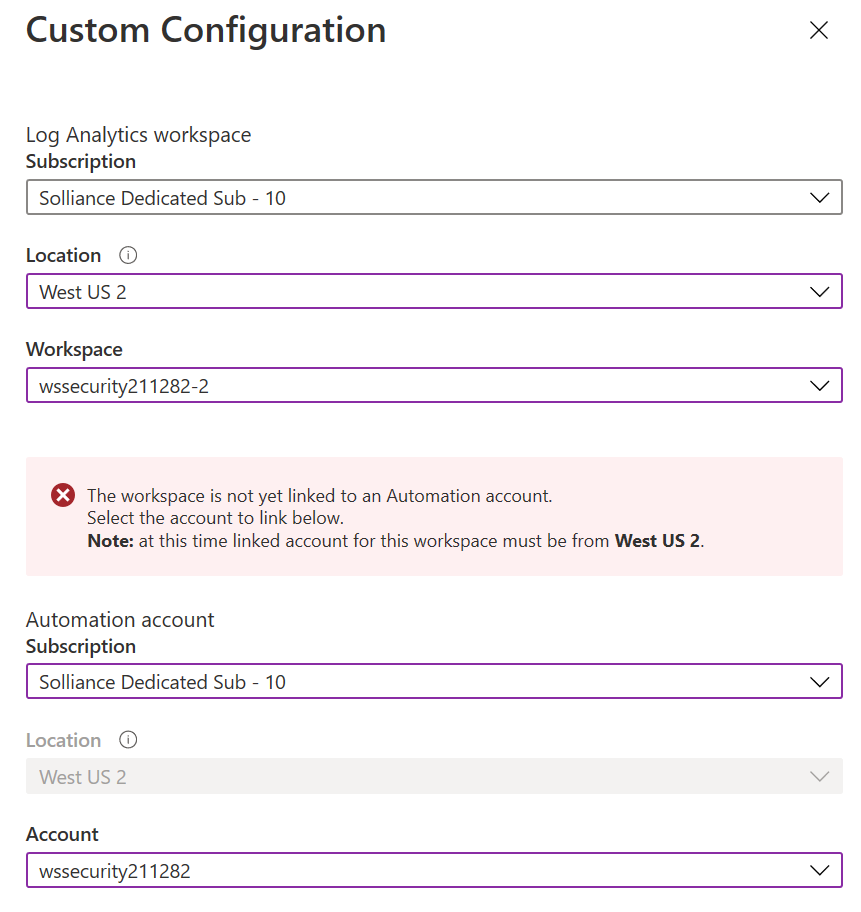 Custom Configuration
Log Analytics workspace
Subscription
Solliance Dedicated Sub - 10
Location
West US 2
Workspace
wssecurity211282-2
The workspace is not yet linked to an Automation account.
Select the account to link below.
Note: at this time linked account for this workspace must be from West US 2.
Automation account
Subscription
Solliance Dedicated Sub - 10
Location
West US 2
Account
wssecurity211282